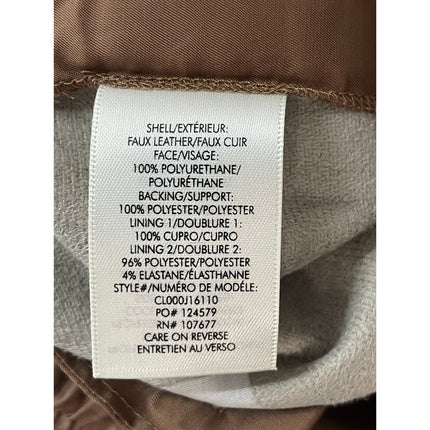 SHELL/EXTÉRIEUR:
FAUX LEATHER/FAUX CUIR
FACE/VISAGE:
100% POLYURETHANE/
POLYURÉTHANE
BACKING/SUPPORT:
100% POLYESTER/POLYESTER
LINING 1/DOUBLURE 1:
100% CUPRO/CUPRO
LINING 2/DOUBLURE 2:
96% POLYESTER/POLYESTER
4% ELASTANE/ÉLASTHANNE
STYLE#/NUMÉRO DE MODÈLE:
CL000J16110
PO# 124579
RN# 107677
CARE ON REVERSE
ENTRETIEN AU VERSO